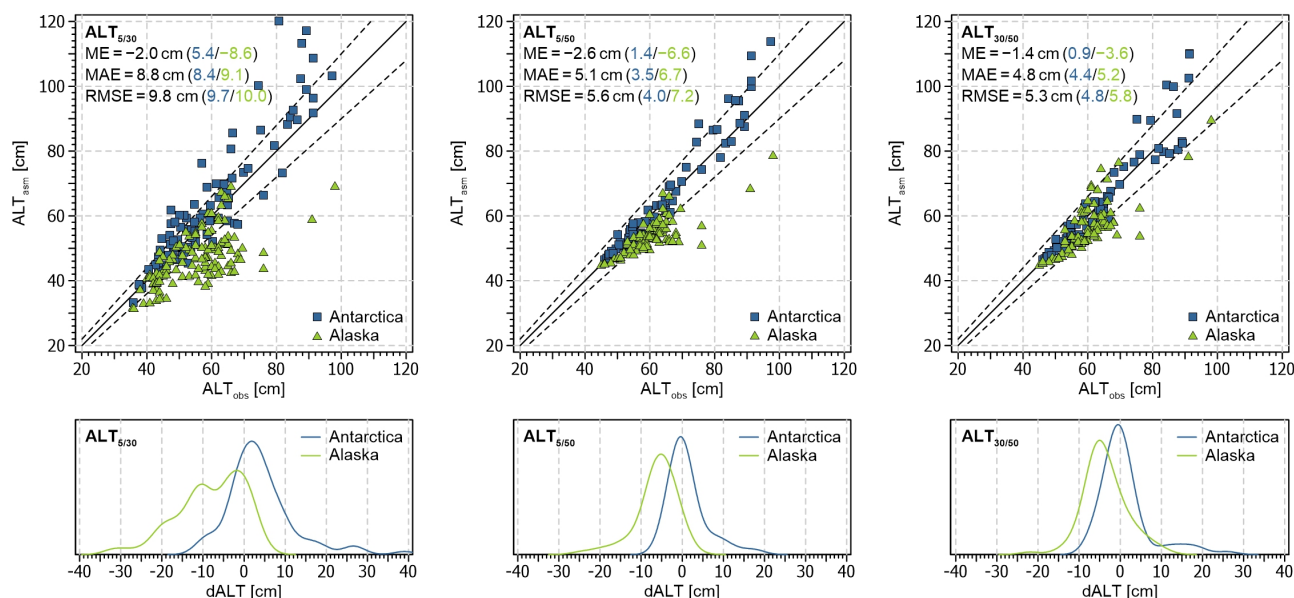 ALT5/30
ME = −2.0 cm (5.4/−8.6)
MAE = 8.8 cm (8.4/9.1)
RMSE = 9.8 cm (9.7/10.0)
120
100
80
60
40
20
ALTasm [cm]
Antarctica
Alaska
20 40 60 80 100 120
ALTobs [cm]
ALT5/50
ME = −2.6 cm (1.4/−6.6)
MAE = 5.1 cm (3.5/6.7)
RMSE = 5.6 cm (4.0/7.2)
120
100
80
60
40
20
ALTasm [cm]
Antarctica
Alaska
20 40 60 80 100 120
ALTobs [cm]
ALT30/50
ME = −1.4 cm (0.9/−3.6)
MAE = 4.8 cm (4.4/5.2)
RMSE = 5.3 cm (4.8/5.8)
120
100
80
60
40
20
ALTasm [cm]
Antarctica
Alaska
20 40 60 80 100 120
ALTobs [cm]
ALT5/30
Antarctica
Alaska
-40 -30 -20 -10 0 10 20 30 40
dALT [cm]
ALT5/50
Antarctica
Alaska
-40 -30 -20 -10 0 10 20 30 40
dALT [cm]
ALT30/50
Antarctica
Alaska
-40 -30 -20 -10 0 10 20 30 40
dALT [cm]